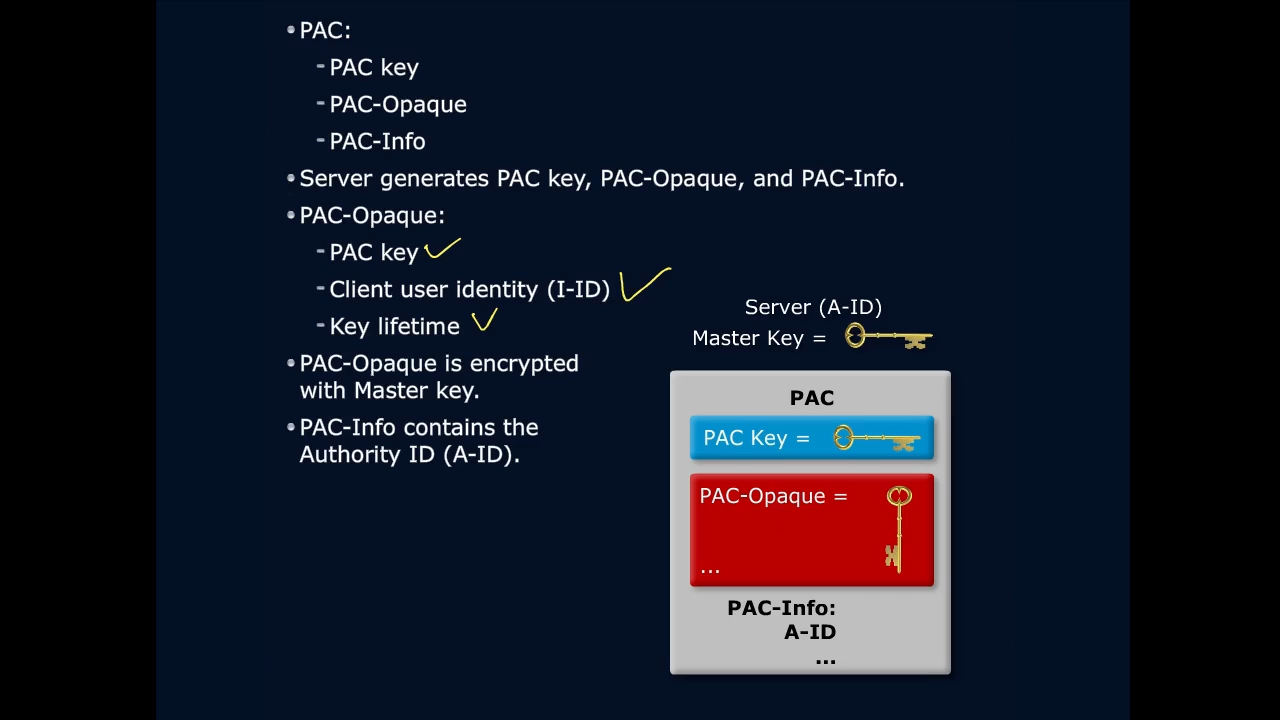 • PAC:
- PAC key
- PAC-Opaque
- PAC-Info
• Server generates PAC key, PAC-Opaque, and PAC-Info.
• PAC-Opaque:
- PAC key
- Client user identity (I-ID)
- Key lifetime
• PAC-Opaque is encrypted
with Master key.
• PAC-Info contains the
Authority ID (A-ID).
Server (A-ID)
Master Key =
PAC
PAC Key =
PAC-Opaque =
...
PAC-Info:
A-ID
...